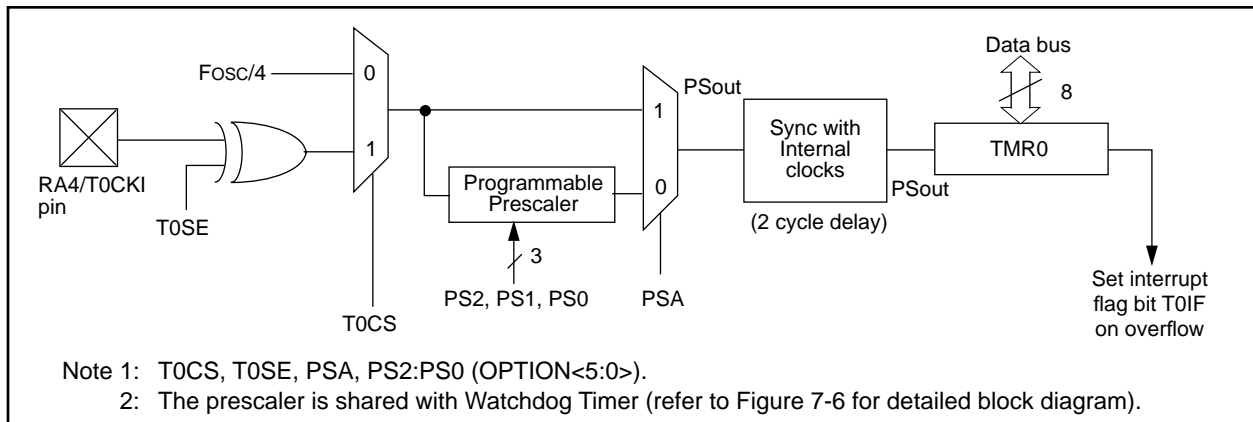 Data bus
FOSC/4
0
PSout
8
1
Sync with
Internal
clocks
TMR0
1
RA4/T0CKI
pin
Programmable
Prescaler
0
PSout
T0SE
(2 cycle delay)
3
PS2, PS1, PS0
PSA
Set interrupt
flag bit T0IF
on overflow
T0CS
Note 1: T0CS, T0SE, PSA, PS2:PS0 (OPTION<5:0>).
2: The prescaler is shared with Watchdog Timer (refer to Figure 7-6 for detailed block diagram).